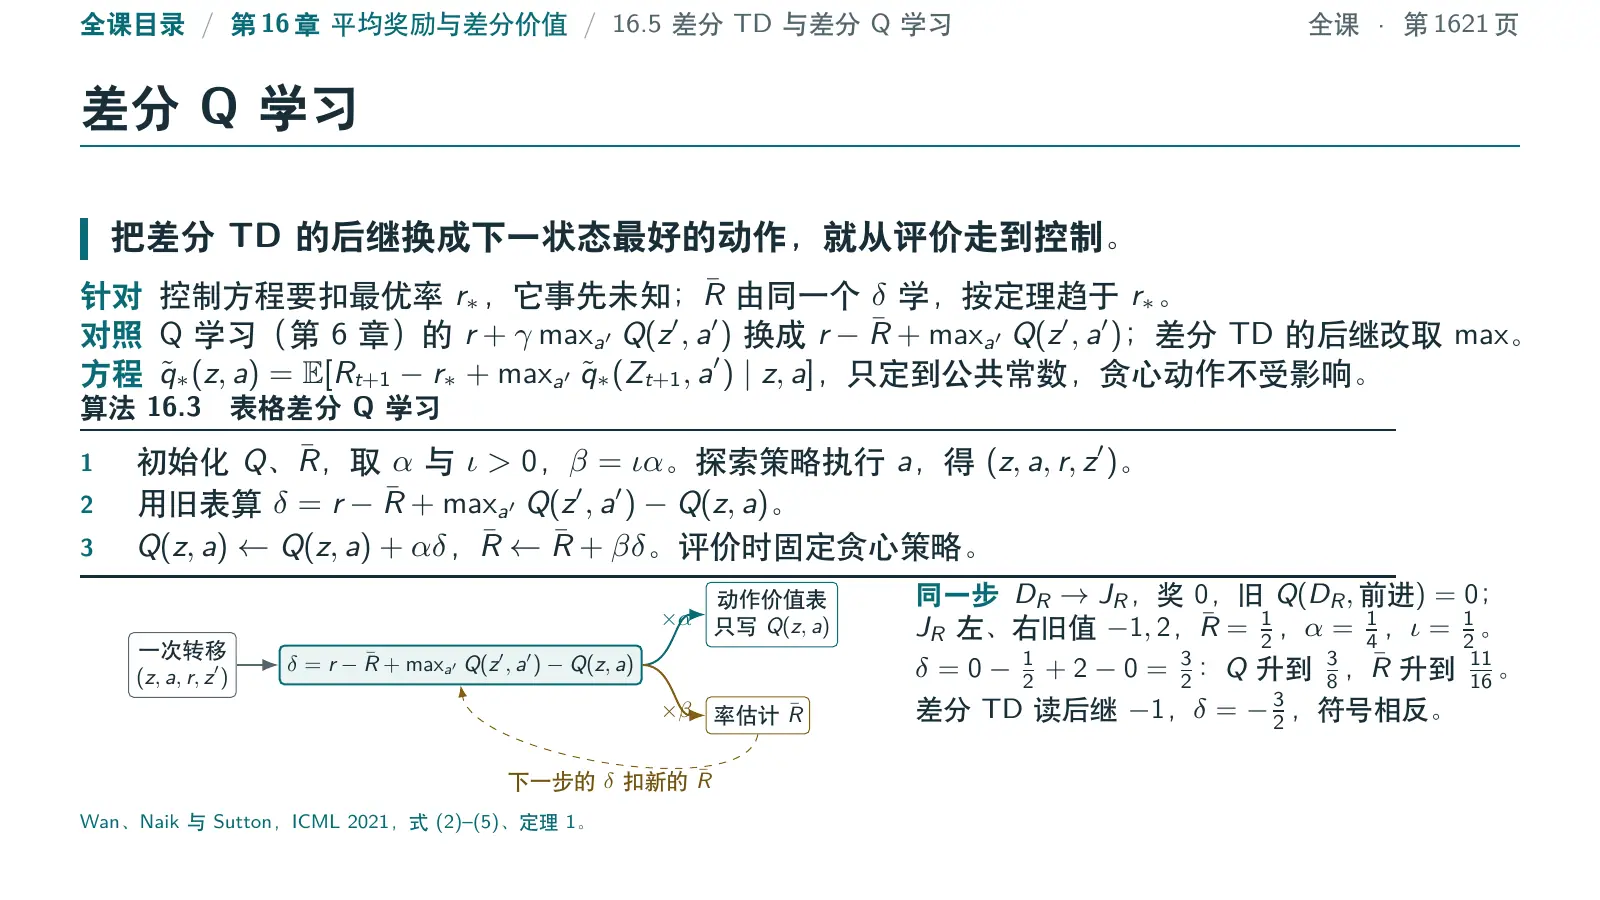 全课目录 / 第 16 章 平均奖励与差分价值 / 16.5 差分 TD 与差分 Q 学习
全课 · 第 1621 页
差分 Q 学习
把差分 TD 的后继换成下一状态最好的动作，就从评价走到控制。
针对 控制方程要扣最优率 r_*，它事先未知；R̄ 由同一个 δ 学，按定理趋于 r_*。
对照 Q 学习（第 6 章）的 r + γ max_{a′} Q(z′, a′) 换成 r − R̄ + max_{a′} Q(z′, a′)；差分 TD 的后继改取 max。
方程 q̃_*(z, a) = 𝔼[R_{t+1} − r_* + max_{a′} q̃_*(Z_{t+1}, a′) | z, a]，只定到公共常数，贪心动作不受影响。
算法 16.3 表格差分 Q 学习
1 初始化 Q、R̄，取 α 与 ι > 0，β = ια。探索策略执行 a，得 (z, a, r, z′)。
2 用旧表算 δ = r − R̄ + max_{a′} Q(z′, a′) − Q(z, a)。
3 Q(z, a) ← Q(z, a) + αδ，R̄ ← R̄ + βδ。评价时固定贪心策略。
一次转移
(z, a, r, z′)
δ = r − R̄ + max_{a′} Q(z′, a′) − Q(z, a)
×α
动作价值表
只写 Q(z, a)
×β
率估计 R̄
下一步的 δ 扣新的 R̄
同一步 D_R → J_R，奖 0，旧 Q(D_R, 前进) = 0；
J_R 左、右旧值 −1, 2，R̄ = 1/2，α = 1/4，ι = 1/2。
δ = 0 − 1/2 + 2 − 0 = 3/2：Q 升到 3/8，R̄ 升到 11/16。
差分 TD 读后继 −1，δ = −3/2，符号相反。
Wan、Naik 与 Sutton，ICML 2021，式 (2)–(5)、定理 1。